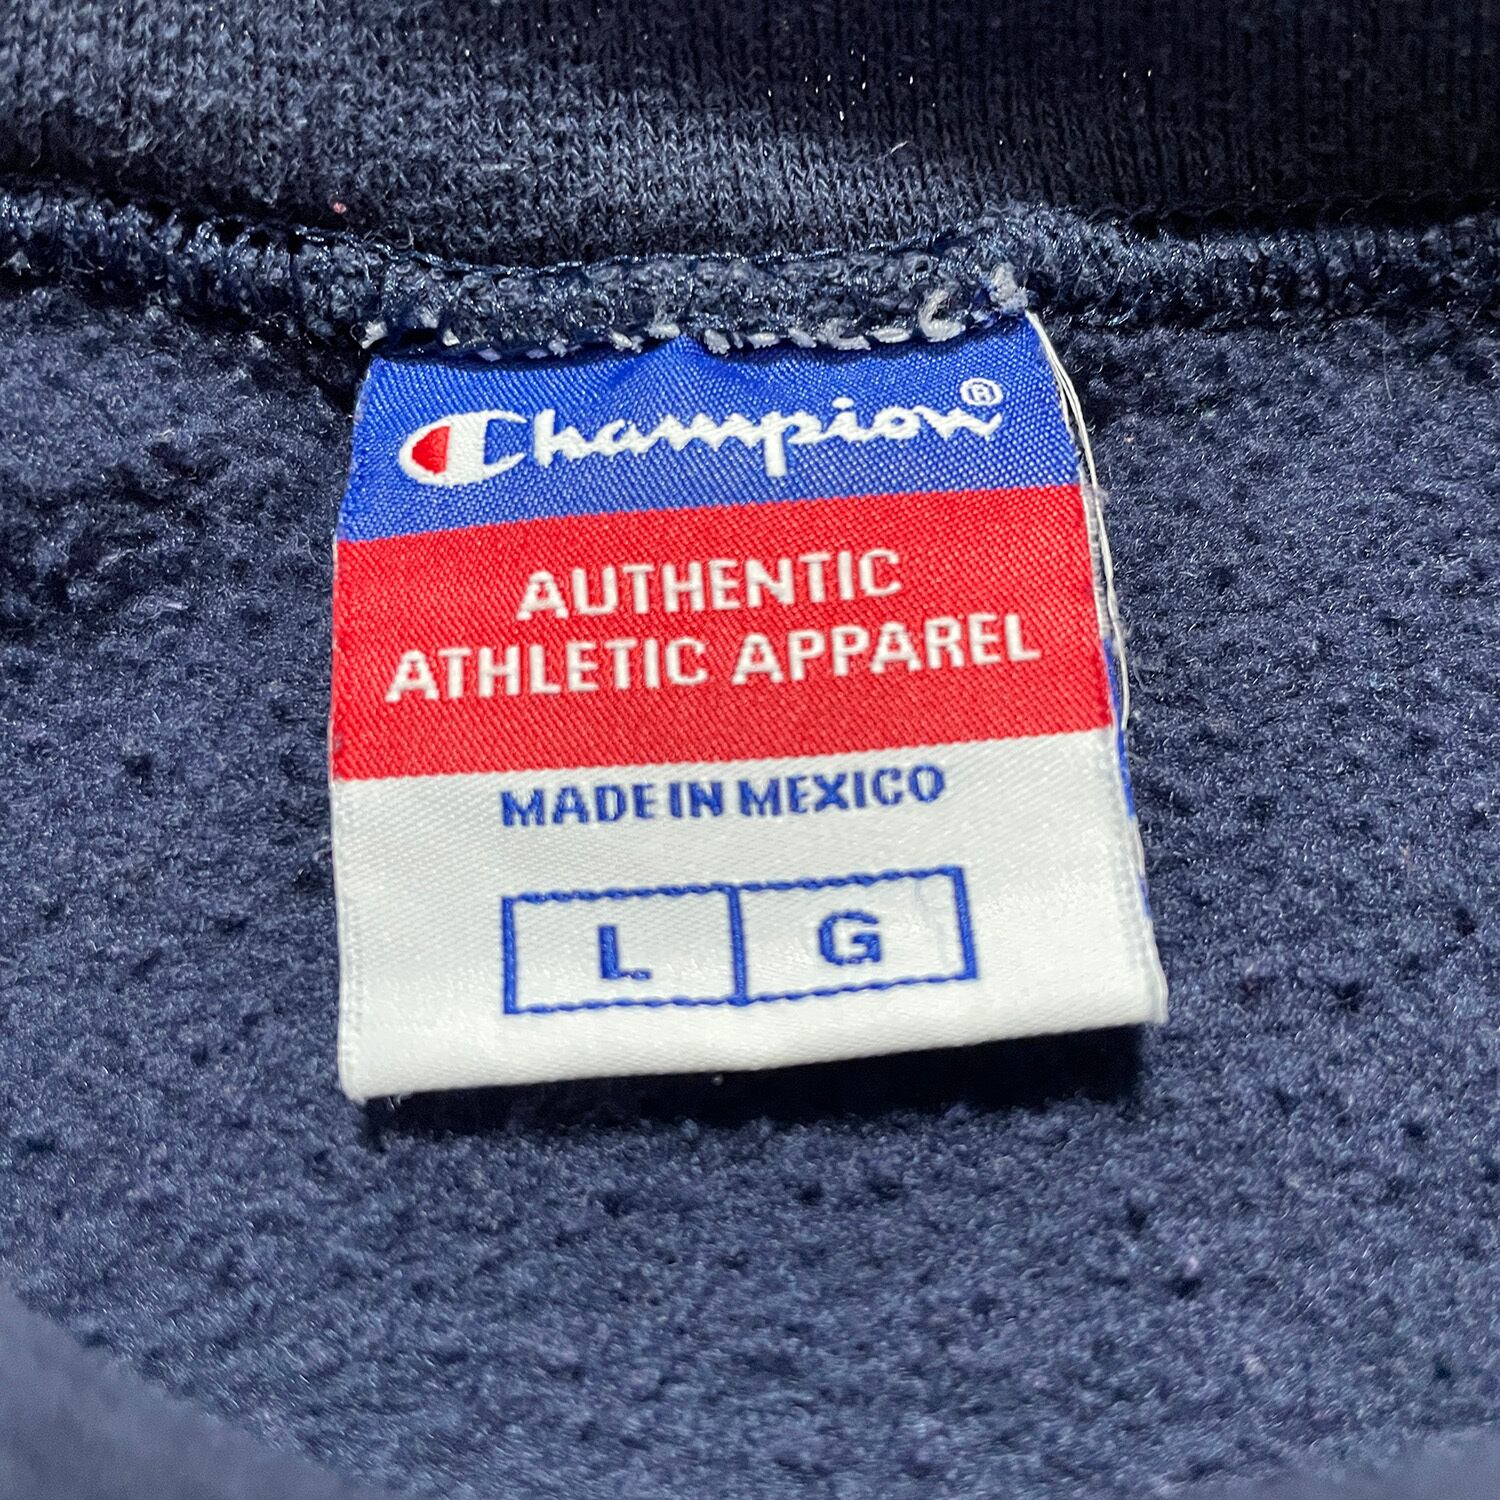 Champion®
AUTHENTIC
ATHLETIC APPAREL
MADE IN MEXICO
L G